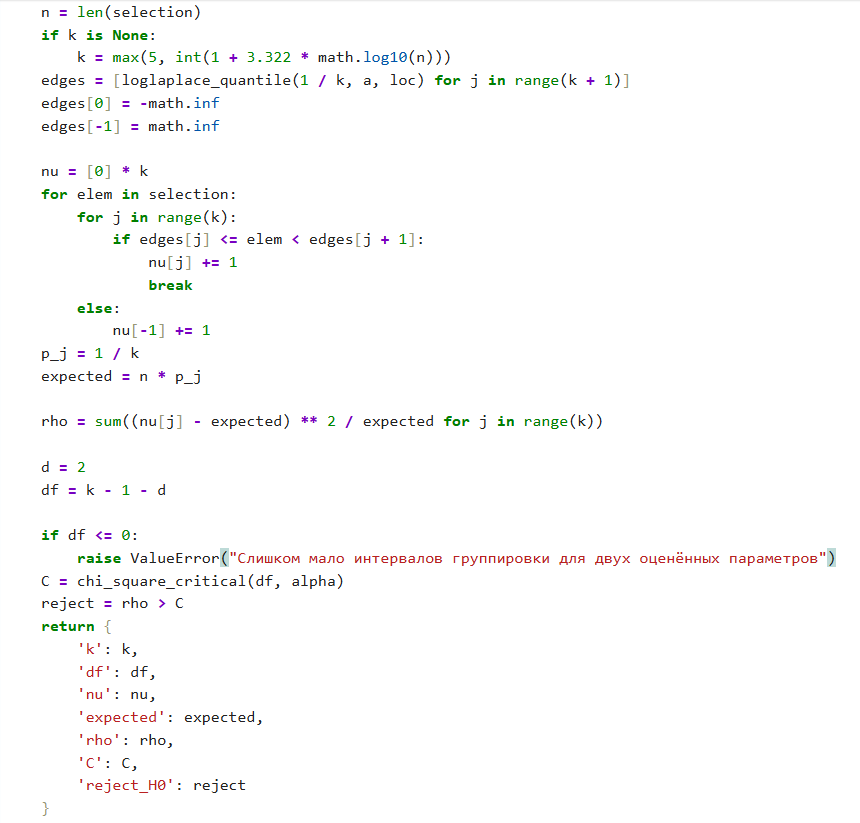 n = len(selection)
if k is None:
    k = max(5, int(1 + 3.322 * math.log10(n)))
edges = [loglaplace_quantile(1 / k, a, loc) for j in range(k + 1)]
edges[0] = -math.inf
edges[-1] = math.inf

nu = [0] * k
for elem in selection:
    for j in range(k):
        if edges[j] <= elem < edges[j + 1]:
            nu[j] += 1
            break
    else:
        nu[-1] += 1
p_j = 1 / k
expected = n * p_j

rho = sum((nu[j] - expected) ** 2 / expected for j in range(k))

d = 2
df = k - 1 - d

if df <= 0:
    raise ValueError("Слишком мало интервалов группировки для двух оценённых параметров")
C = chi_square_critical(df, alpha)
reject = rho > C
return {
    'k': k,
    'df': df,
    'nu': nu,
    'expected': expected,
    'rho': rho,
    'C': C,
    'reject_H0': reject
}